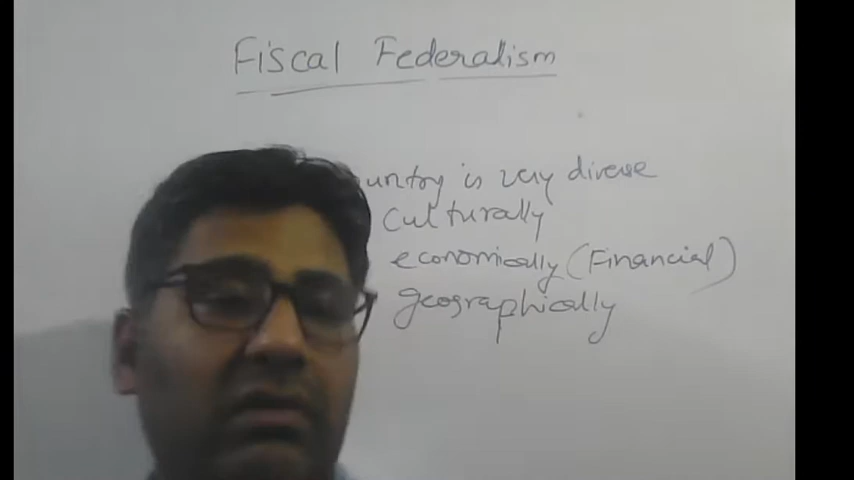 Fiscal Federalism
untry is very diverse
culturally
economically (Financial)
geographically